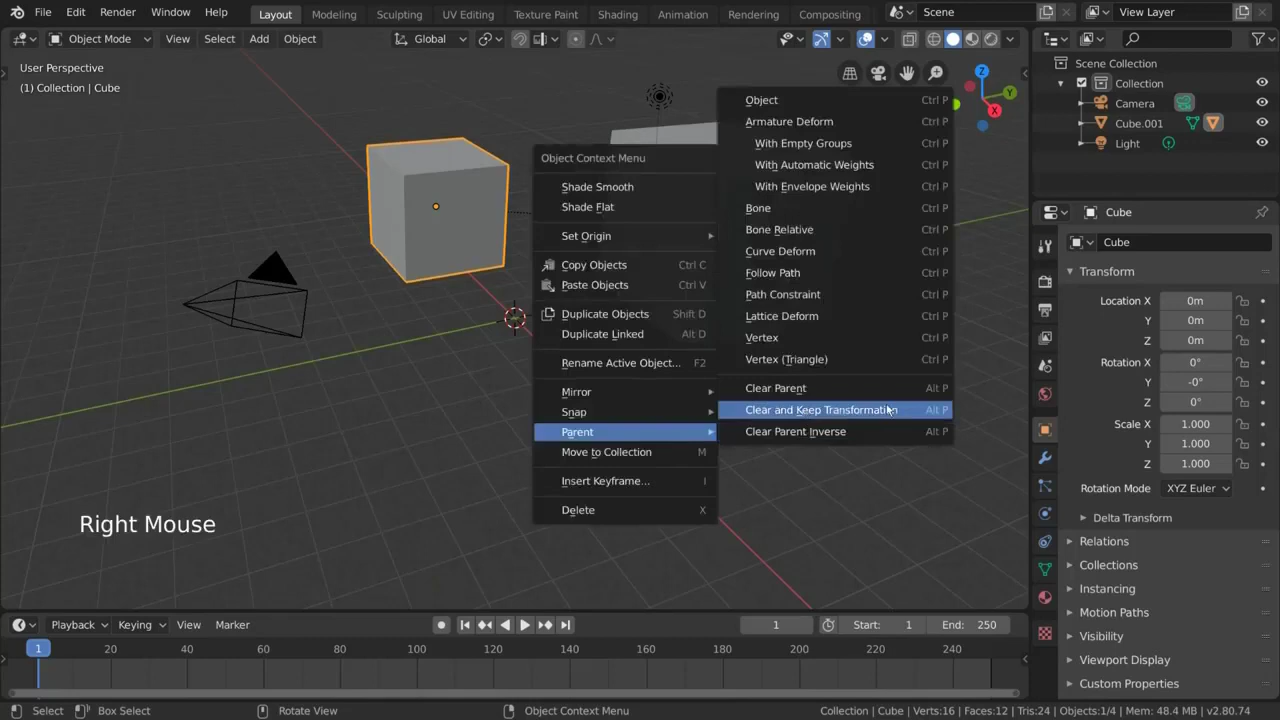 File Edit Render Window Help Layout Modeling Sculpting UV Editing Texture Paint Shading Animation Rendering Compositing Scene View Layer
Object Mode View Select Add Object Global
User Perspective
(1) Collection | Cube
Z
Y
X
Object Context Menu
Shade Smooth
Shade Flat
Set Origin
Copy Objects Ctrl C
Paste Objects Ctrl V
Duplicate Objects Shift D
Duplicate Linked Alt D
Rename Active Object... F2
Mirror
Snap
Parent
Move to Collection M
Insert Keyframe... I
Delete X
Object Ctrl P
Armature Deform Ctrl P
With Empty Groups Ctrl P
With Automatic Weights Ctrl P
With Envelope Weights Ctrl P
Bone Ctrl P
Bone Relative Ctrl P
Curve Deform Ctrl P
Follow Path Ctrl P
Path Constraint Ctrl P
Lattice Deform Ctrl P
Vertex Ctrl P
Vertex (Triangle) Ctrl P
Clear Parent Alt P
Clear and Keep Transformation Alt P
Clear Parent Inverse Alt P
Right Mouse
Scene Collection
Collection
Camera
Cube.001
Light
Cube
Cube
Transform
Location X 0m
Y 0m
Z 0m
Rotation X 0°
Y -0°
Z 0°
Scale X 1.000
Y 1.000
Z 1.000
Rotation Mode XYZ Euler
Delta Transform
Relations
Collections
Instancing
Motion Paths
Visibility
Viewport Display
Custom Properties
Playback Keying View Marker 1 Start: 1 End: 250
1 20 40 60 80 100 120 140 160 180 200 220 240
Select Box Select Rotate View Object Context Menu Collection | Cube | Verts:16 | Faces:12 | Tris:24 | Objects:1/4 | Mem: 48.4 MB | v2.80.74